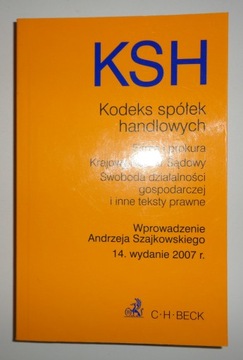 KSH
Kodeks spółek
handlowych
prokura
Krajowy Sądowy
Swoboda działalności
gospodarczej
i inne teksty prawne
Wprowadzenie
Andrzeja Szajkowskiego
14. wydanie 2007 r.
C·H·BECK